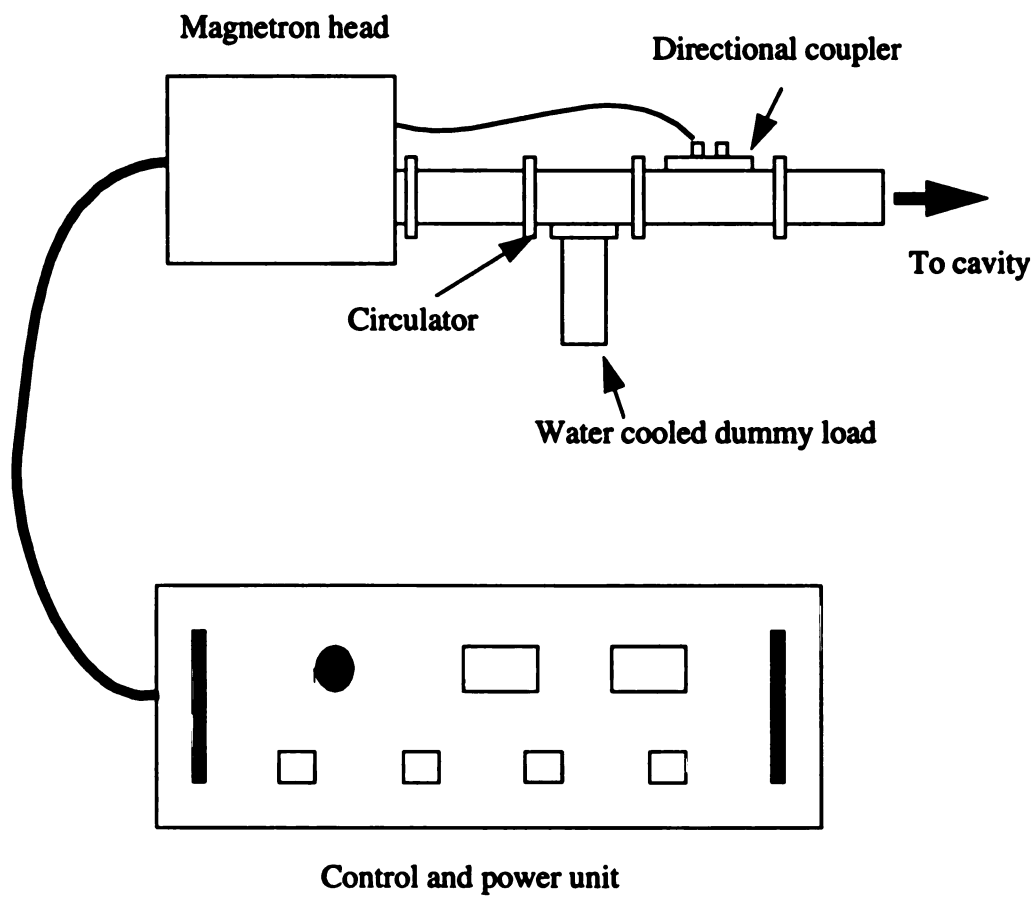 Magnetron head
Directional coupler
To cavity
Circulator
Water cooled dummy load
Control and power unit